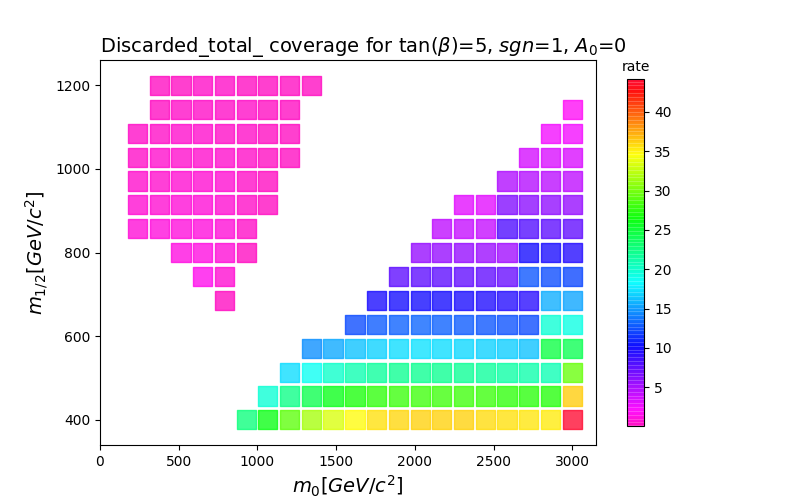 Discarded_total_ coverage for tan(β)=5, sgn=1, A₀=0
rate
1200
1000
800
600
400
m₁/₂[GeV/c²]
0 500 1000 1500 2000 2500 3000
m₀[GeV/c²]
40
35
30
25
20
15
10
5